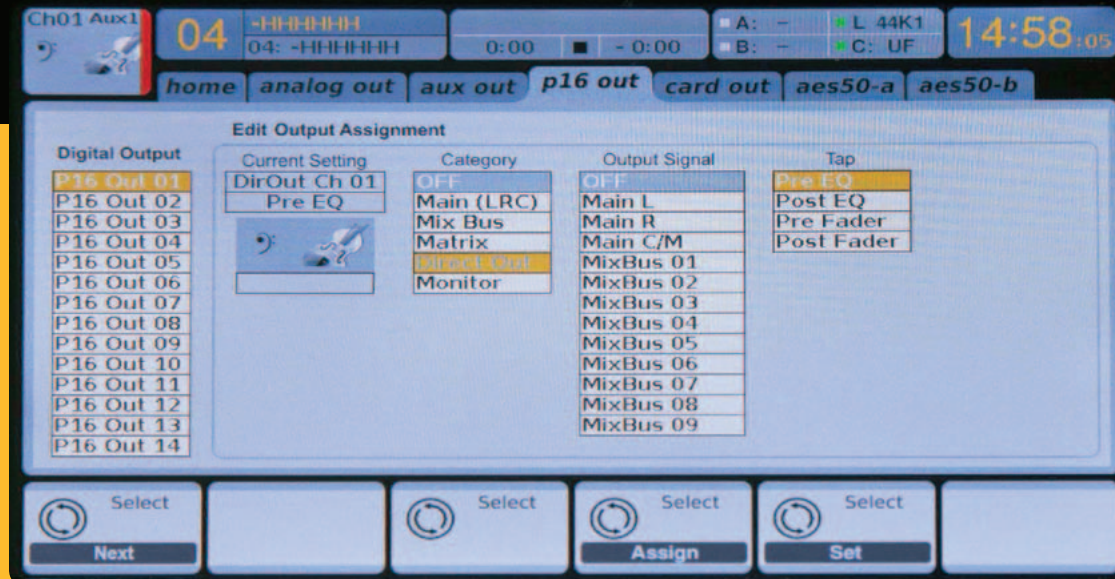 Ch01 Aux1
04
-HHHHHH
04: -HHHHHH
0:00
- 0:00
A: -
B: -
L 44K1
C: UF
14:58:05
home
analog out
aux out
p16 out
card out
aes50-a
aes50-b
Edit Output Assignment
Digital Output
P16 Out 01
P16 Out 02
P16 Out 03
P16 Out 04
P16 Out 05
P16 Out 06
P16 Out 07
P16 Out 08
P16 Out 09
P16 Out 10
P16 Out 11
P16 Out 12
P16 Out 13
P16 Out 14
Current Setting
DirOut Ch 01
Pre EQ
Category
OFF
Main (LRC)
Mix Bus
Matrix
Direct Out
Monitor
Output Signal
OFF
Main L
Main R
Main C/M
MixBus 01
MixBus 02
MixBus 03
MixBus 04
MixBus 05
MixBus 06
MixBus 07
MixBus 08
MixBus 09
Tap
Pre EQ
Post EQ
Pre Fader
Post Fader
Select
Next
Select
Select
Assign
Select
Set